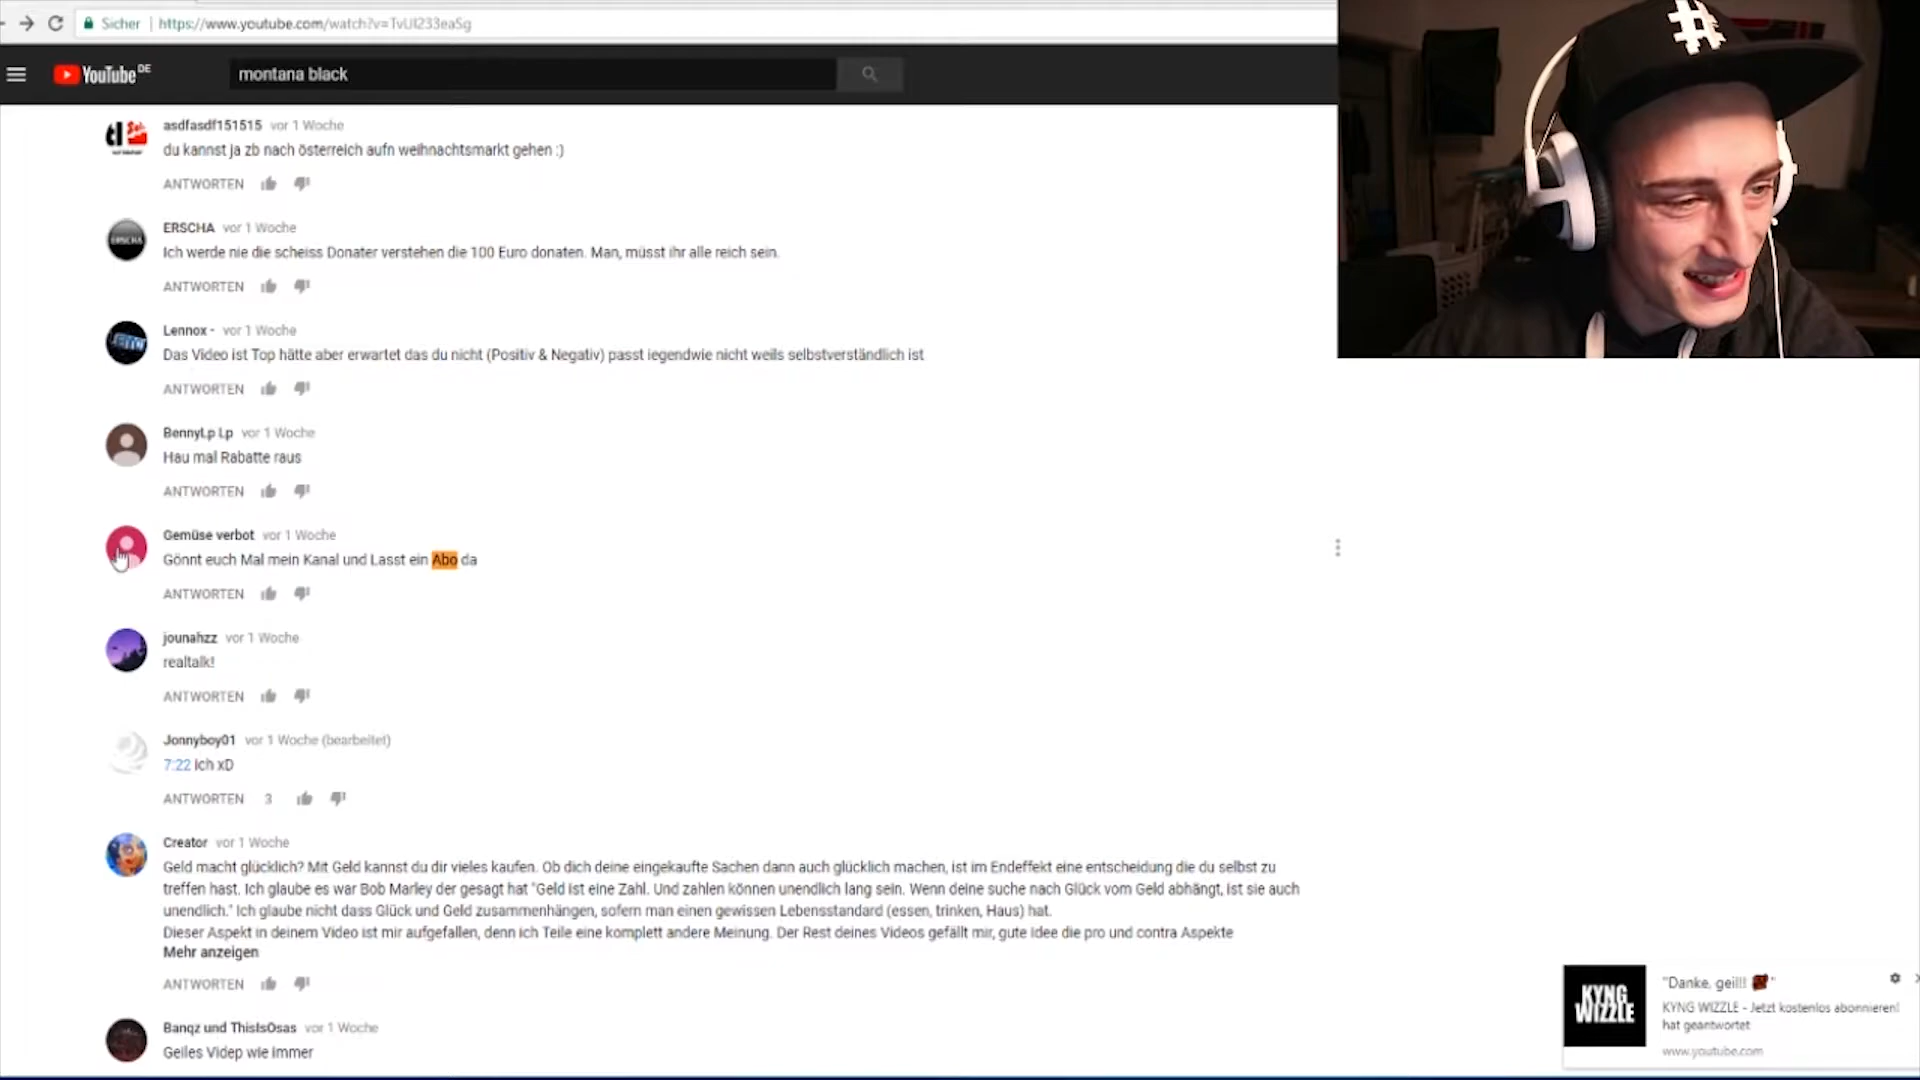 Sicher | https://www.youtube.com/watch?v=TvUl233eaSg
YouTube DE
montana black
#
asdfasdf151515 vor 1 Woche
du kannst ja zb nach österreich aufn weihnachtsmarkt gehen :)
ANTWORTEN
ERSCHA
ERSCHA vor 1 Woche
Ich werde nie die scheiss Donater verstehen die 100 Euro donaten. Man, müsst ihr alle reich sein.
ANTWORTEN
Lennox - vor 1 Woche
Das Video ist Top hätte aber erwartet das du nicht (Positiv & Negativ) passt iegendwie nicht weils selbstverständlich ist
ANTWORTEN
BennyLp Lp vor 1 Woche
Hau mal Rabatte raus
ANTWORTEN
Gemüse verbot vor 1 Woche
Gönnt euch Mal mein Kanal und Lasst ein Abo da
ANTWORTEN
jounahzz vor 1 Woche
realtalk!
ANTWORTEN
Jonnyboy01 vor 1 Woche (bearbeitet)
7:22 Ich xD
ANTWORTEN 3
Creator vor 1 Woche
Geld macht glücklich? Mit Geld kannst du dir vieles kaufen. Ob dich deine eingekaufte Sachen dann auch glücklich machen, ist im Endeffekt eine entscheidung die du selbst zu
treffen hast. Ich glaube es war Bob Marley der gesagt hat "Geld ist eine Zahl. Und zahlen können unendlich lang sein. Wenn deine suche nach Glück vom Geld abhängt, ist sie auch
unendlich." Ich glaube nicht dass Glück und Geld zusammenhängen, sofern man einen gewissen Lebensstandard (essen, trinken, Haus) hat.
Dieser Aspekt in deinem Video ist mir aufgefallen, denn ich Teile eine komplett andere Meinung. Der Rest deines Videos gefällt mir, gute Idee die pro und contra Aspekte
Mehr anzeigen
ANTWORTEN
Banqz und ThisIsOsas vor 1 Woche
Geiles Videp wie immer
KYNG
WIZZLE
"Danke, geil!! "
KYNG WIZZLE - Jetzt kostenlos abonnieren!
hat geantwortet
www.youtube.com